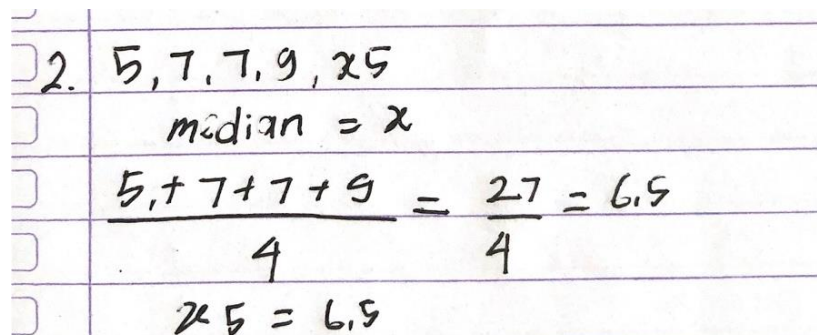 2. 5, 7, 7, 9, x5
median = x
5,+ 7 + 7 + 9 / 4 = 27 / 4 = 6,5
x5 = 6,5